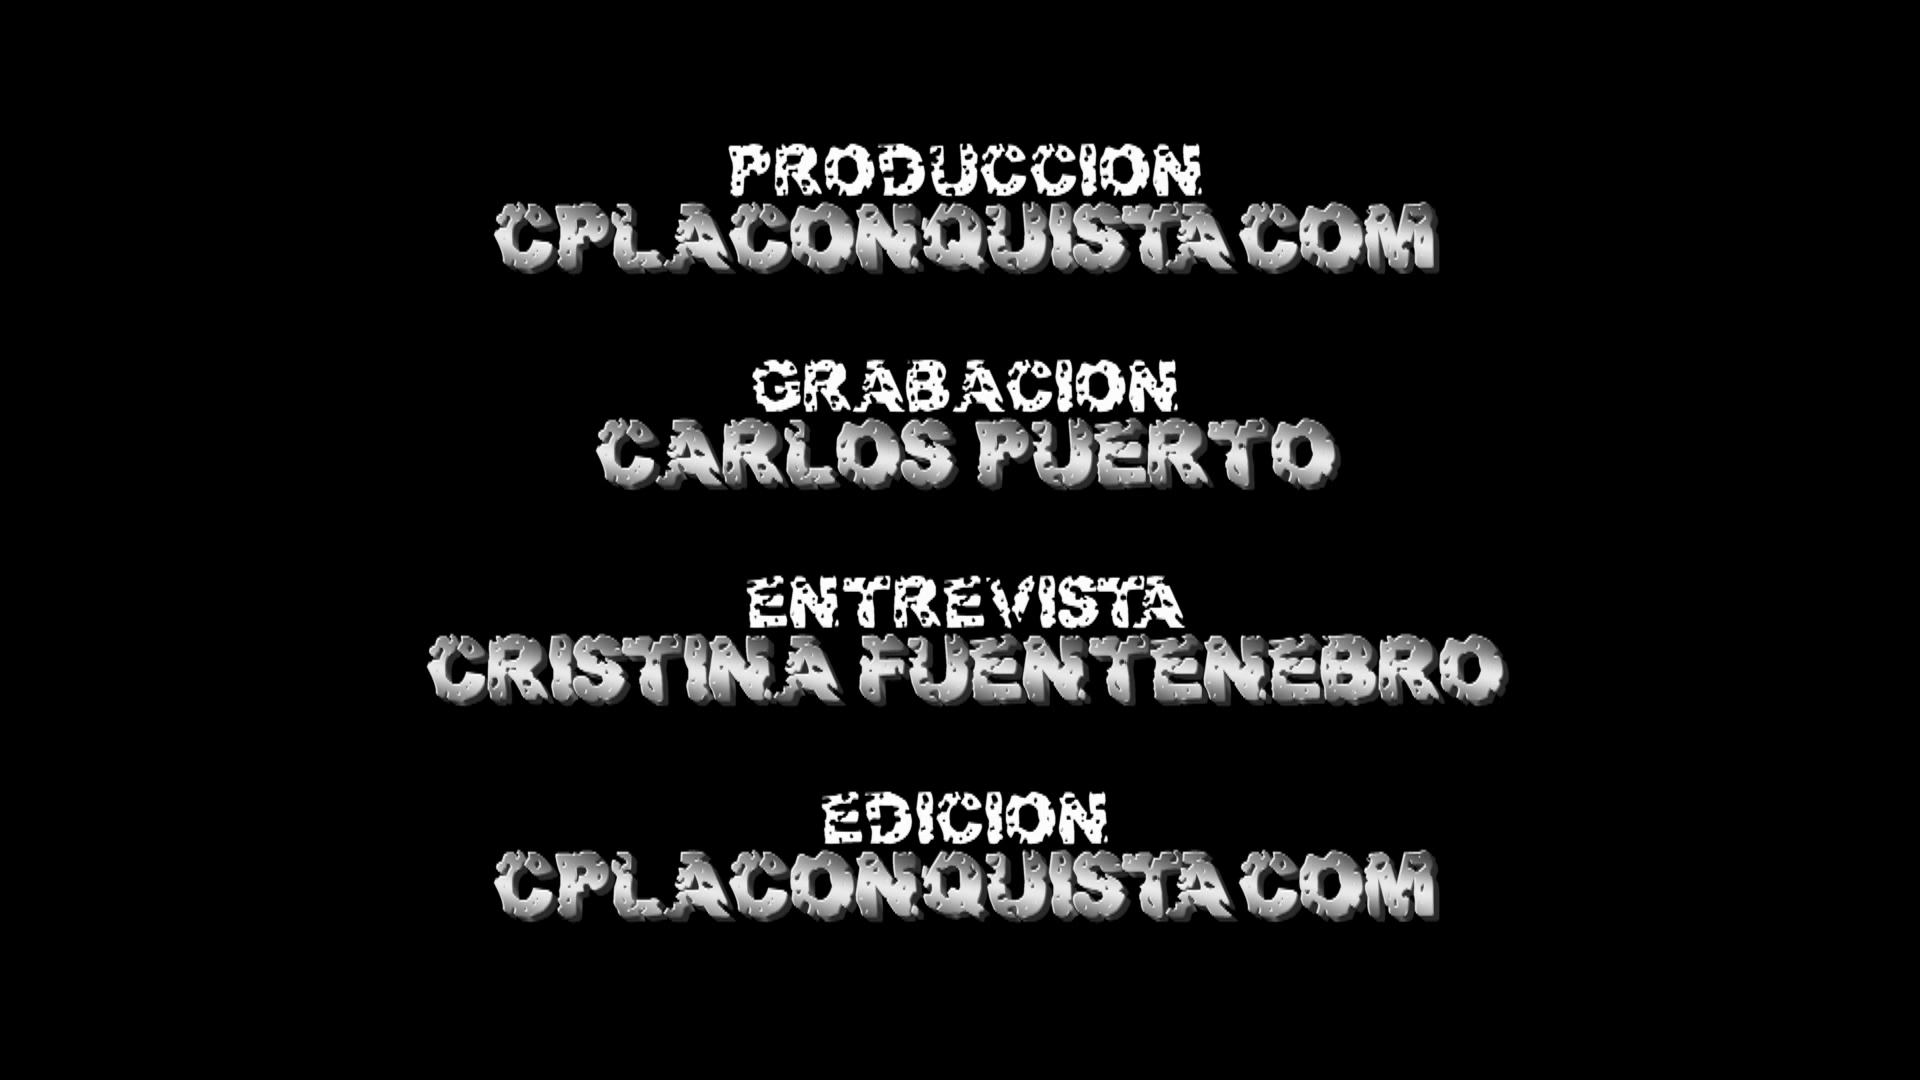 PRODUCCION
CPLACONQUISTA COM
GRABACION
CARLOS PUERTO
ENTREVISTA
CRISTINA FUENTENEBRO
EDICION
CPLACONQUISTA COM